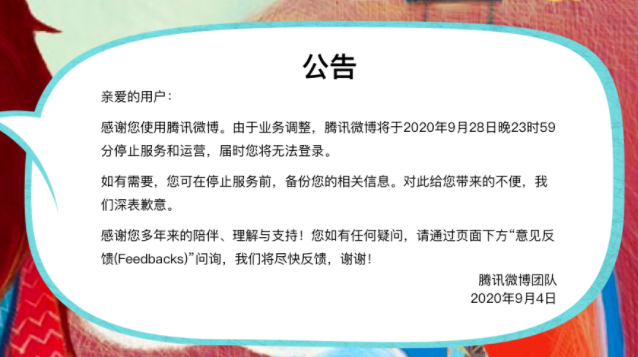 公告
亲爱的用户：
感谢您使用腾讯微博。由于业务调整，腾讯微博将于2020年9月28日晚23时59
分停止服务和运营，届时您将无法登录。
如有需要，您可在停止服务前，备份您的相关信息。对此给您带来的不便，我
们深表歉意。
感谢您多年来的陪伴、理解与支持！您如有任何疑问，请通过页面下方“意见反
馈(Feedbacks)”问询，我们将尽快反馈，谢谢！
腾讯微博团队
2020年9月4日